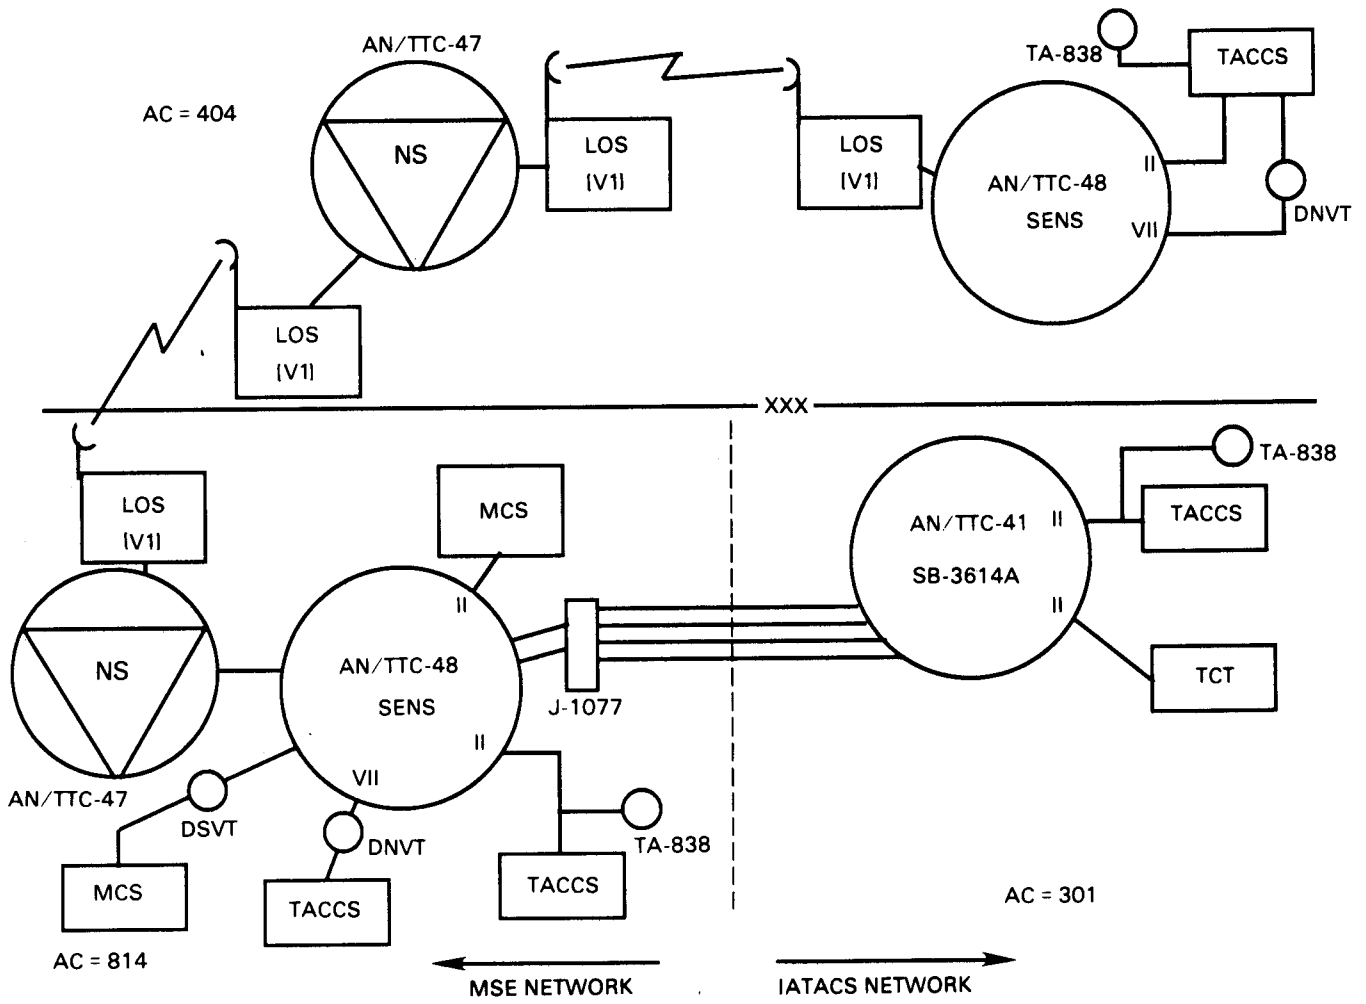 AN/TTC-47
TA-838
TACCS
AC = 404
NS
LOS
(V1)
LOS
(V1)
AN/TTC-48
SENS
II
VII
DNVT
LOS
(V1)
XXX
LOS
(V1)
MCS
AN/TTC-41
SB-3614A
II
II
TA-838
TACCS
TCT
NS
AN/TTC-47
AN/TTC-48
SENS
II
II
VII
J-1077
DSVT
DNVT
TA-838
MCS
TACCS
TACCS
AC = 301
AC = 814
MSE NETWORK
IATACS NETWORK